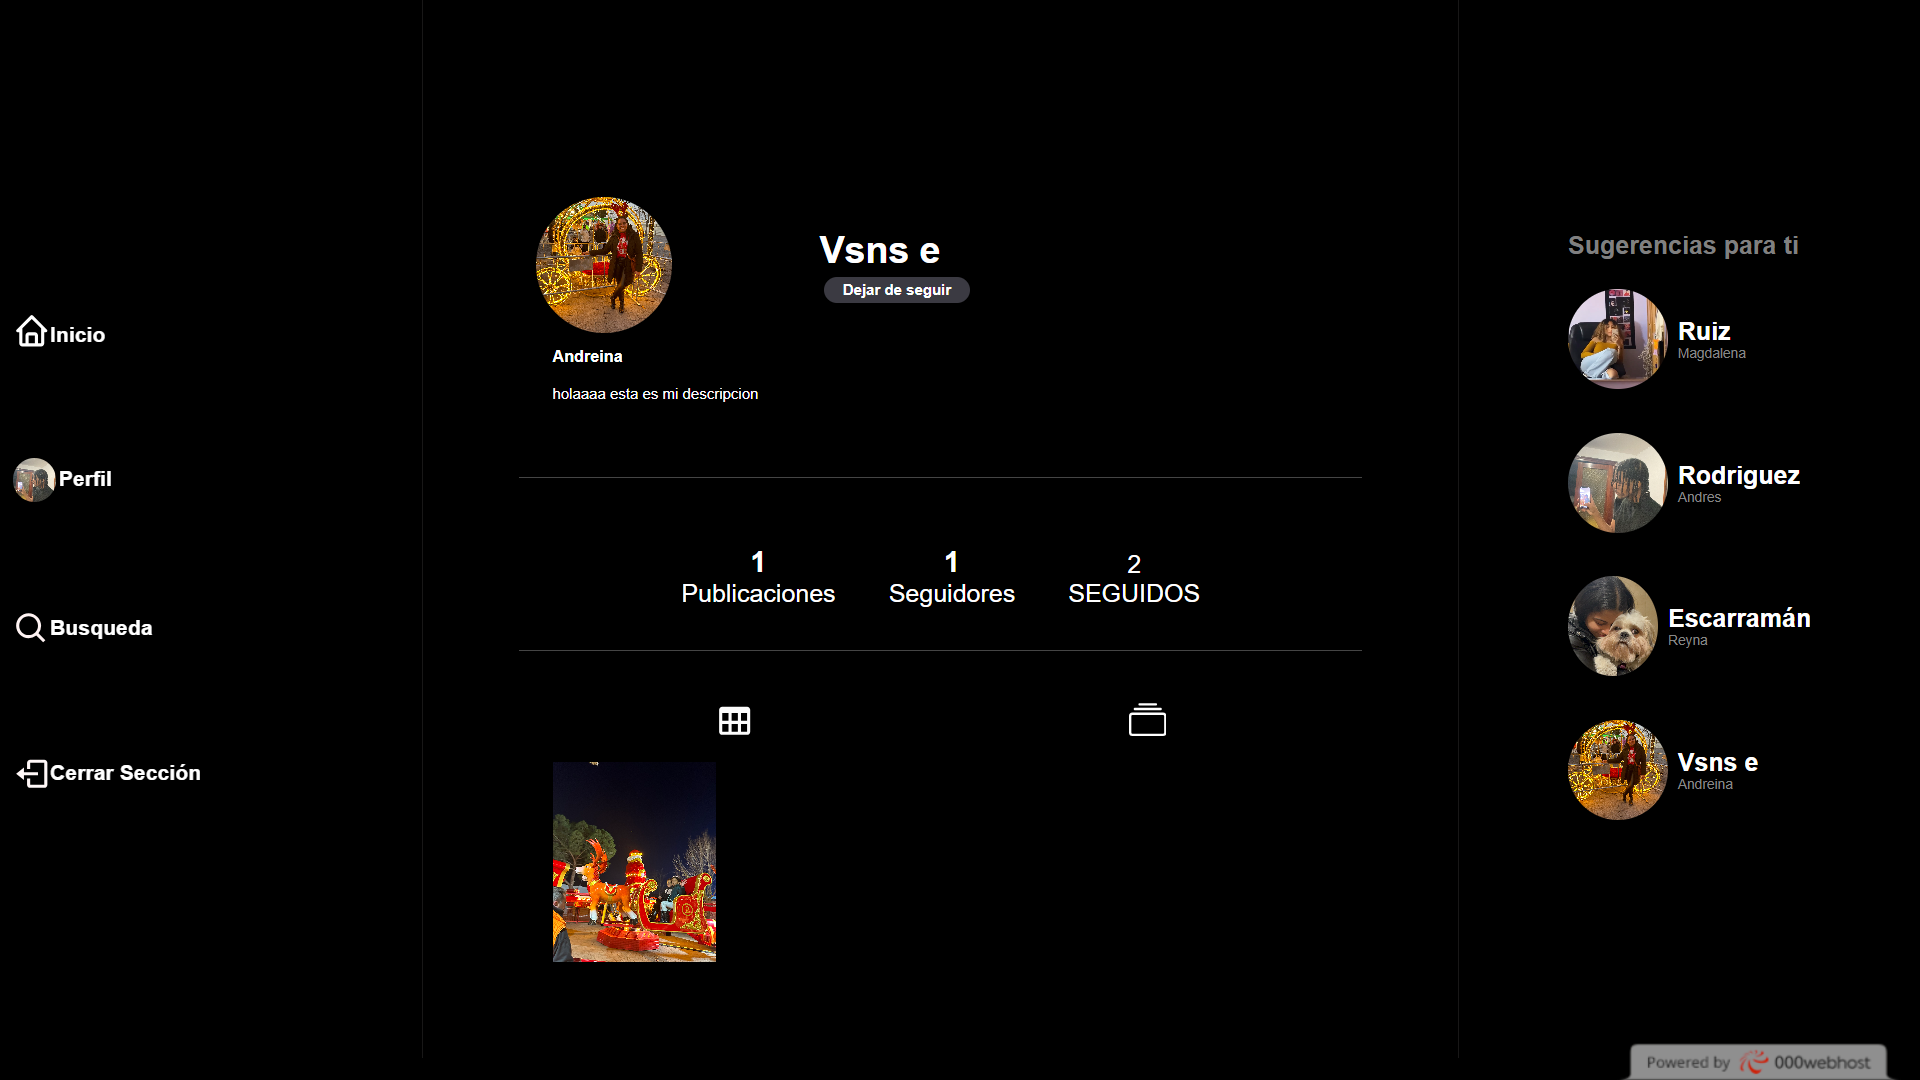 Inicio
Perfil
Busqueda
Cerrar Sección
Vsns e
Dejar de seguir
Andreina
holaaaa esta es mi descripcion
1
Publicaciones
1
Seguidores
2
SEGUIDOS
Sugerencias para ti
Ruiz
Magdalena
Rodriguez
Andres
Escarramán
Reyna
Vsns e
Andreina
Powered by 000webhost